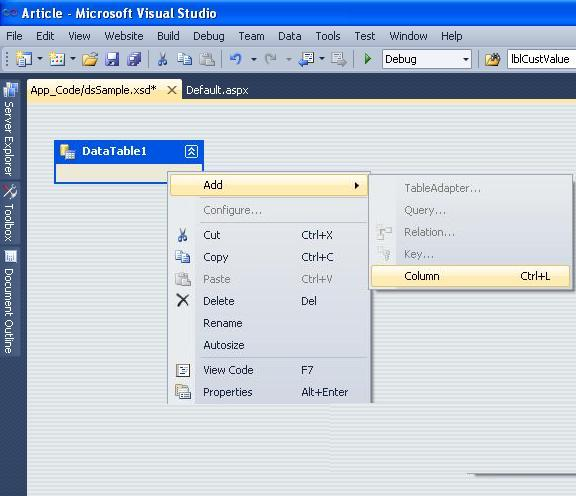 Article - Microsoft Visual Studio
File Edit View Website Build Debug Team Data Tools Test Window Help
Debug lblCustValue
App_Code/dsSample.xsd* Default.aspx
Server Explorer
Toolbox
Document Outline
DataTable1
Add
Configure...
Cut Ctrl+X
Copy Ctrl+C
Paste Ctrl+V
Delete Del
Rename
Autosize
View Code F7
Properties Alt+Enter
TableAdapter...
Query...
Relation...
Key...
Column Ctrl+L